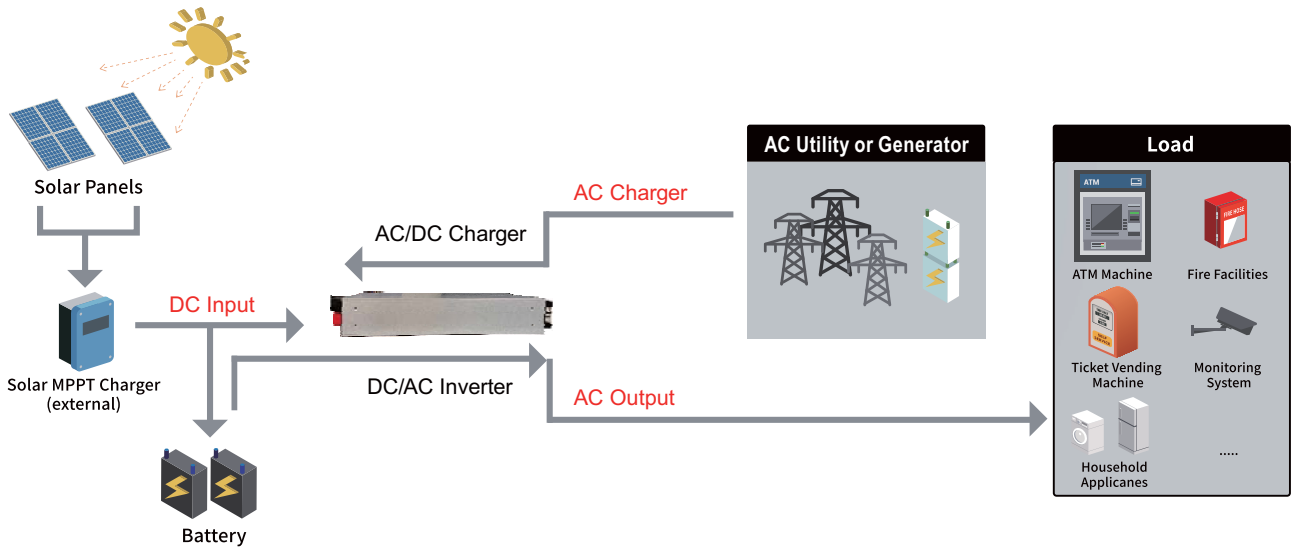 Solar Panels
AC Utility or Generator
Load
AC Charger
AC/DC Charger
DC Input
Solar MPPT Charger
(external)
DC/AC Inverter
AC Output
Battery
ATM
ATM Machine
FIRE HOSE
Fire Facilities
Ticket Vending
Machine
Monitoring
System
Household
Applicanes
.....